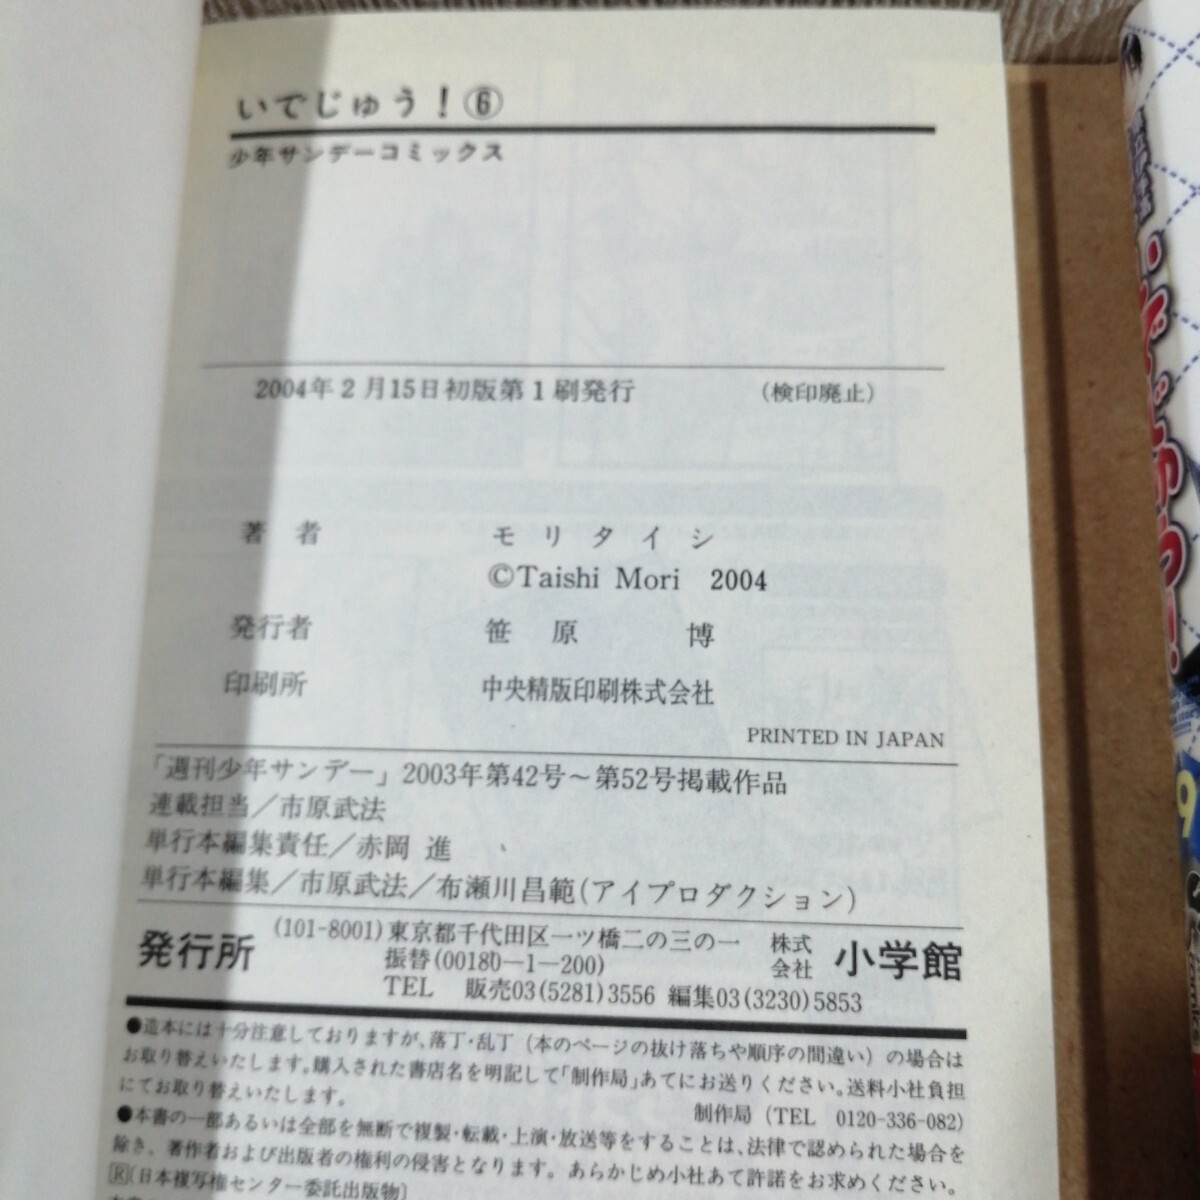 いでじゅう！⑥
少年サンデーコミックス
2004年2月15日初版第1刷発行 （検印廃止）
著者 モリタイシ
©Taishi Mori 2004
発行者 笹原 博
印刷所 中央精版印刷株式会社
PRINTED IN JAPAN
「週刊少年サンデー」2003年第42号～第52号掲載作品
連載担当／市原武法
単行本編集責任／赤岡 進
単行本編集／市原武法／布瀬川昌範（アイプロダクション）
発行所 (101-8001) 東京都千代田区一ツ橋二の三の一 株式会社 小学館
振替(00180―1―200)
TEL 販売03(5281)3556 編集03(3230)5853
●造本には十分注意しておりますが、落丁・乱丁（本のページの抜け落ちや順序の間違い）の場合は
お取り替えいたします。購入された書店名を明記して「制作局」あてにお送りください。送料小社負担
にてお取り替えいたします。 制作局（TEL 0120-336-082）
●本書の一部あるいは全部を無断で複製・転載・上演・放送等をすることは、法律で認められた場合を
除き、著作者および出版者の権利の侵害となります。あらかじめ小社あて許諾をお求めください。
Ⓡ［日本複写権センター委託出版物］
いでじゅう!
9